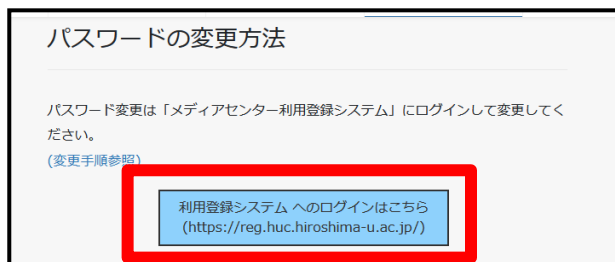 パスワードの変更方法
パスワード変更は「メディアセンター利用登録システム」にログインして変更してく
ださい。
(変更手順参照)
利用登録システム へのログインはこちら
(https://reg.huc.hiroshima-u.ac.jp/)